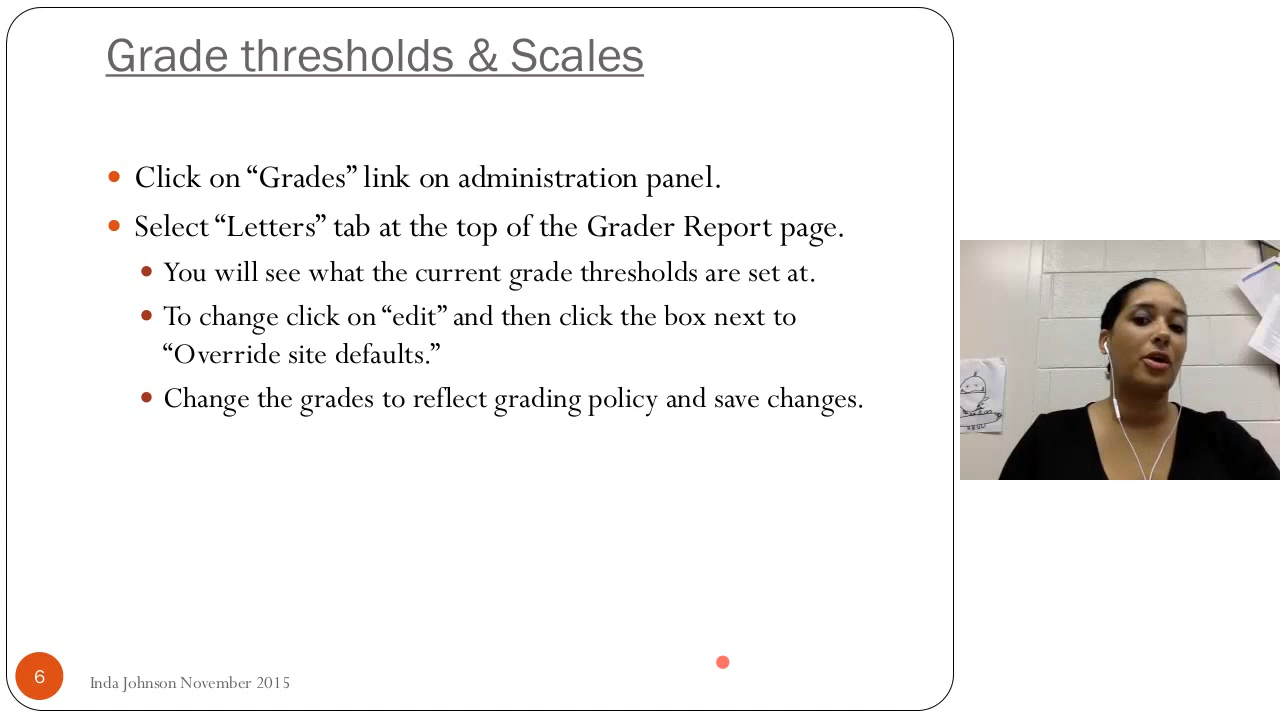 Grade thresholds & Scales
Click on “Grades” link on administration panel.
Select “Letters” tab at the top of the Grader Report page.
You will see what the current grade thresholds are set at.
To change click on “edit” and then click the box next to
“Override site defaults.”
Change the grades to reflect grading policy and save changes.
6
Inda Johnson November 2015